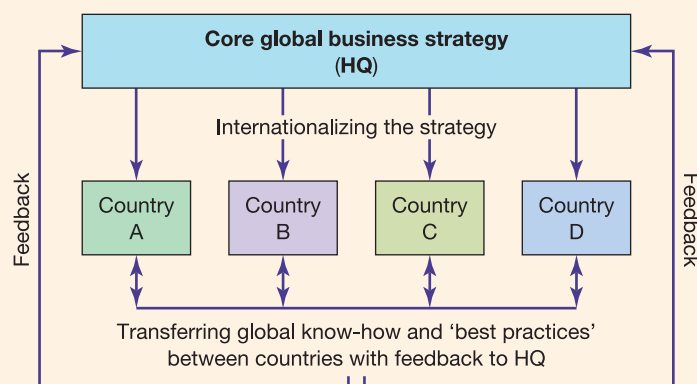 Core global business strategy
(HQ)
Internationalizing the strategy
Feedback
Country
A
Country
B
Country
C
Country
D
Feedback
Transferring global know-how and ‘best practices’
between countries with feedback to HQ